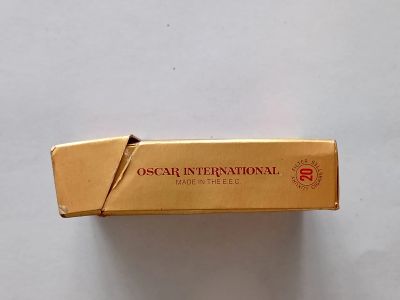 OSCAR INTERNATIONAL
MADE IN THE E.E.C.
20